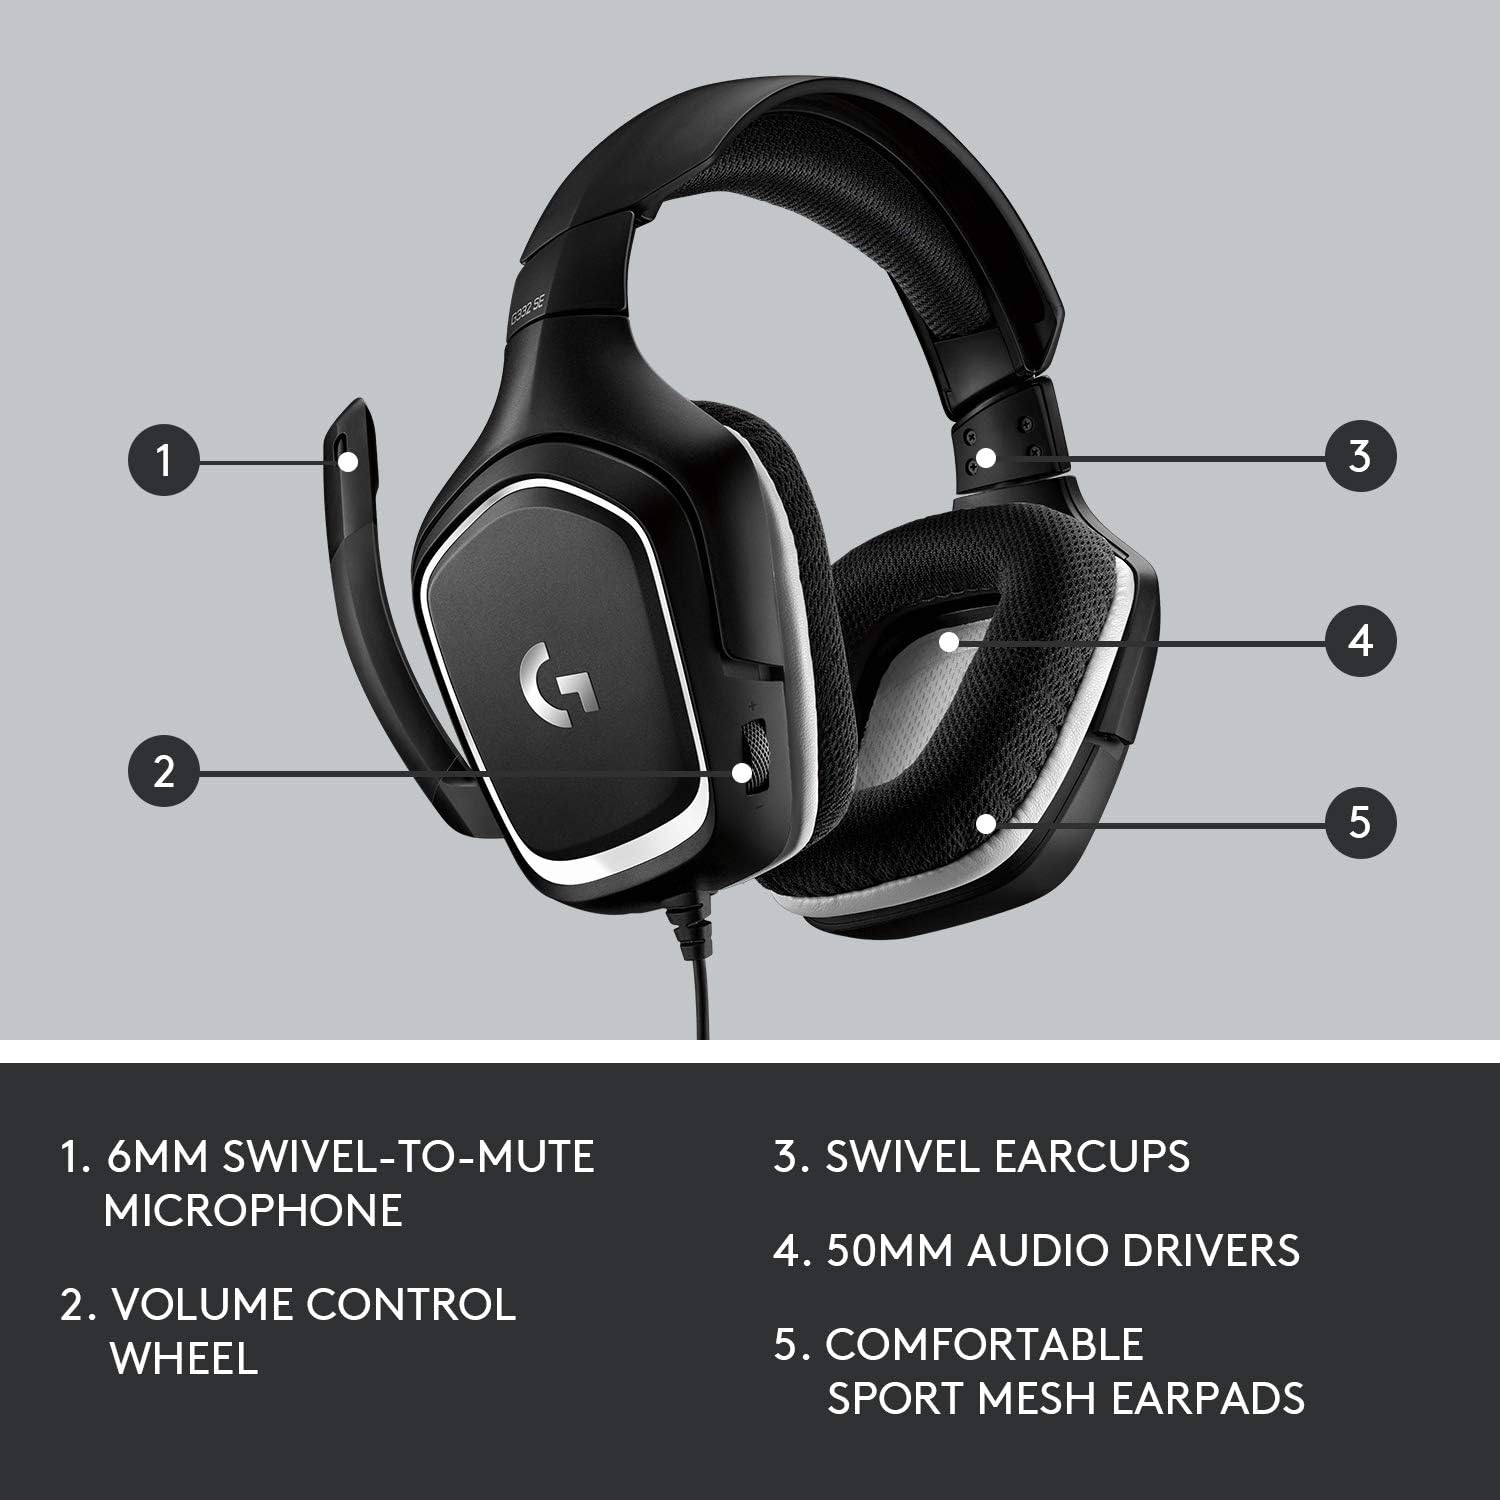 G332 SE
1
2
3
4
5
+
-
1. 6MM SWIVEL-TO-MUTE
MICROPHONE
2. VOLUME CONTROL
WHEEL
3. SWIVEL EARCUPS
4. 50MM AUDIO DRIVERS
5. COMFORTABLE
SPORT MESH EARPADS